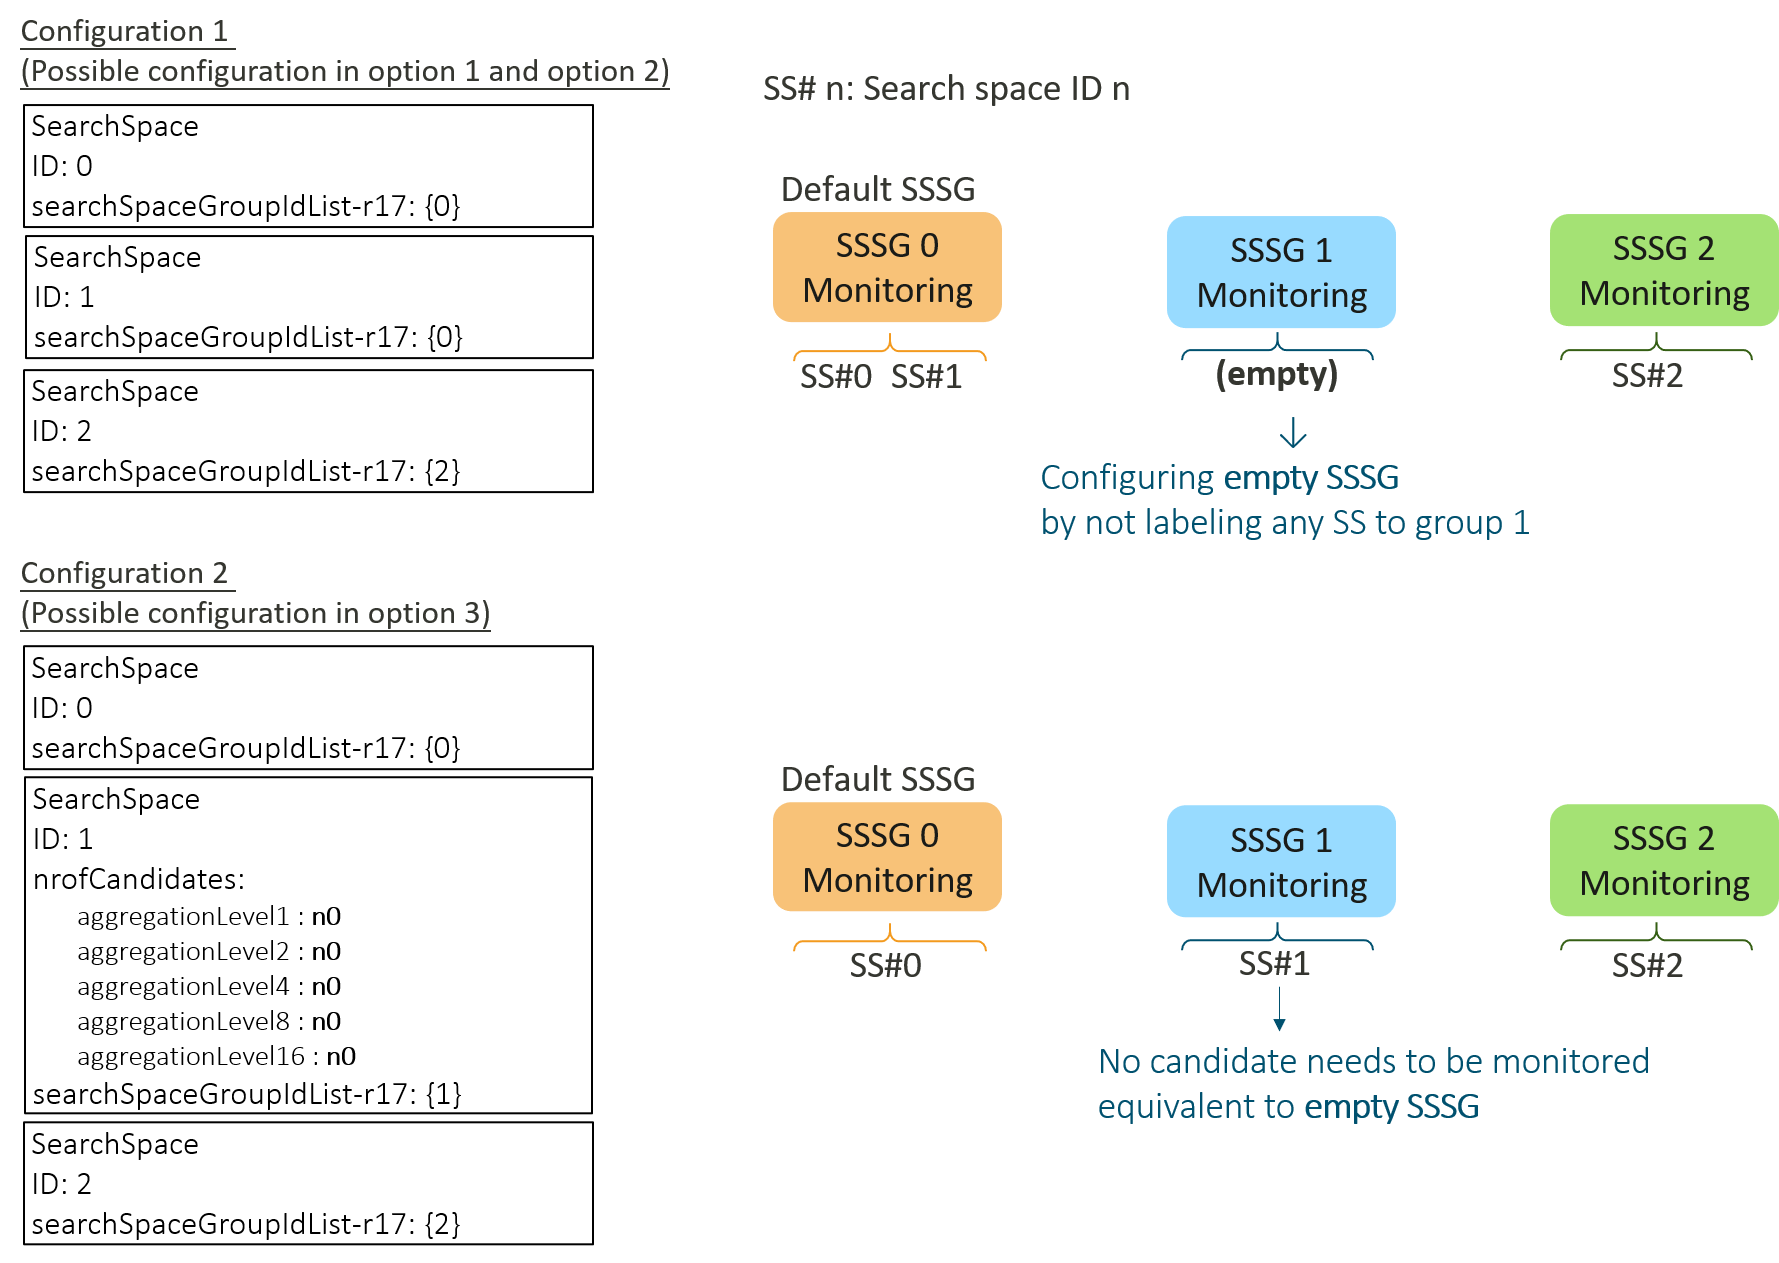 Configuration 1
(Possible configuration in option 1 and option 2)
SearchSpace
ID: 0
searchSpaceGroupIdList-r17: {0}
SearchSpace
ID: 1
searchSpaceGroupIdList-r17: {0}
SearchSpace
ID: 2
searchSpaceGroupIdList-r17: {2}
SS# n: Search space ID n
Default SSSG
SSSG 0
Monitoring
SS#0 SS#1
SSSG 1
Monitoring
(empty)
Configuring empty SSSG
by not labeling any SS to group 1
SSSG 2
Monitoring
SS#2
Configuration 2
(Possible configuration in option 3)
SearchSpace
ID: 0
searchSpaceGroupIdList-r17: {0}
SearchSpace
ID: 1
nrofCandidates:
aggregationLevel1 : n0
aggregationLevel2 : n0
aggregationLevel4 : n0
aggregationLevel8 : n0
aggregationLevel16 : n0
searchSpaceGroupIdList-r17: {1}
SearchSpace
ID: 2
searchSpaceGroupIdList-r17: {2}
Default SSSG
SSSG 0
Monitoring
SS#0
SSSG 1
Monitoring
SS#1
No candidate needs to be monitored
equivalent to empty SSSG
SSSG 2
Monitoring
SS#2